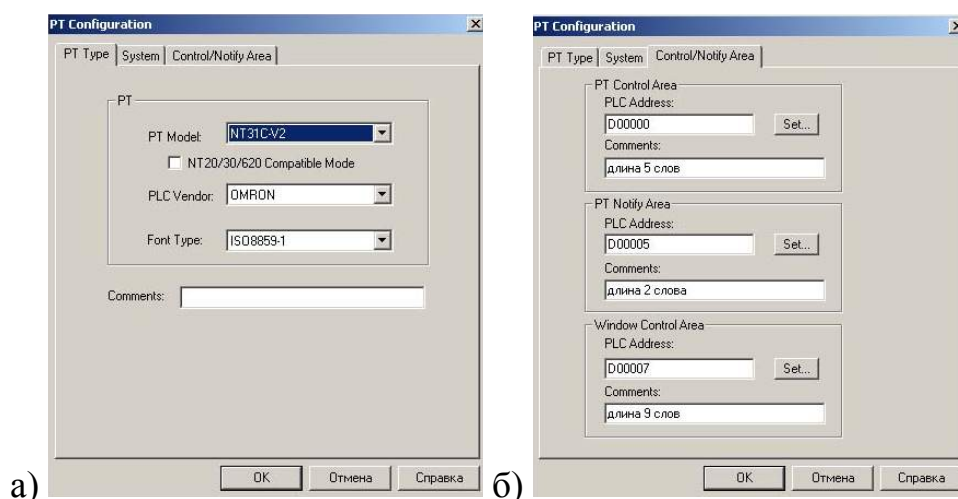 PT Configuration
PT Type System Control/Notify Area
PT
PT Model: NT31C-V2
NT20/30/620 Compatible Mode
PLC Vendor: OMRON
Font Type: ISO8859-1
Comments:
OK Отмена Справка
а)
PT Configuration
PT Type System Control/Notify Area
PT Control Area
PLC Address:
D00000 Set...
Comments:
длина 5 слов
PT Notify Area
PLC Address:
D00005 Set...
Comments:
длина 2 слова
Window Control Area
PLC Address:
D00007 Set...
Comments:
длина 9 слов
OK Отмена Справка
б)